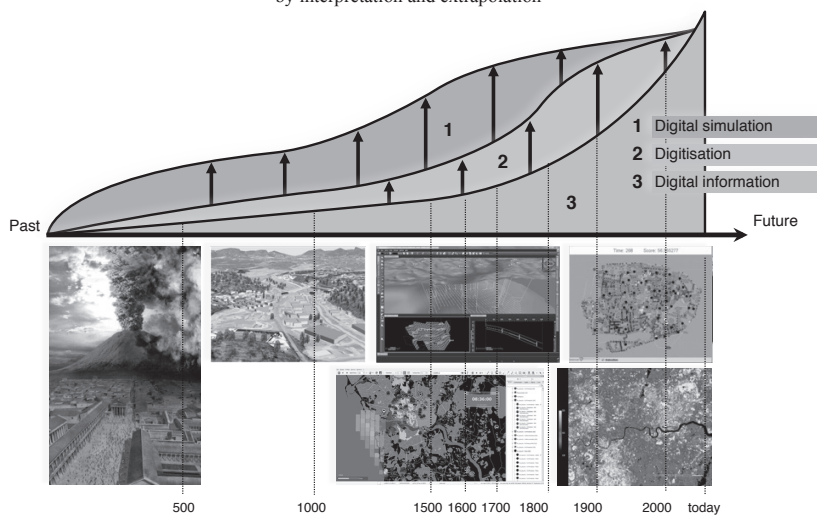 by interpretation and extrapolation
1
2
3
1 Digital simulation
2 Digitisation
3 Digital information
Past
Future
500
1000
1500
1600
1700
1800
1900
2000
today